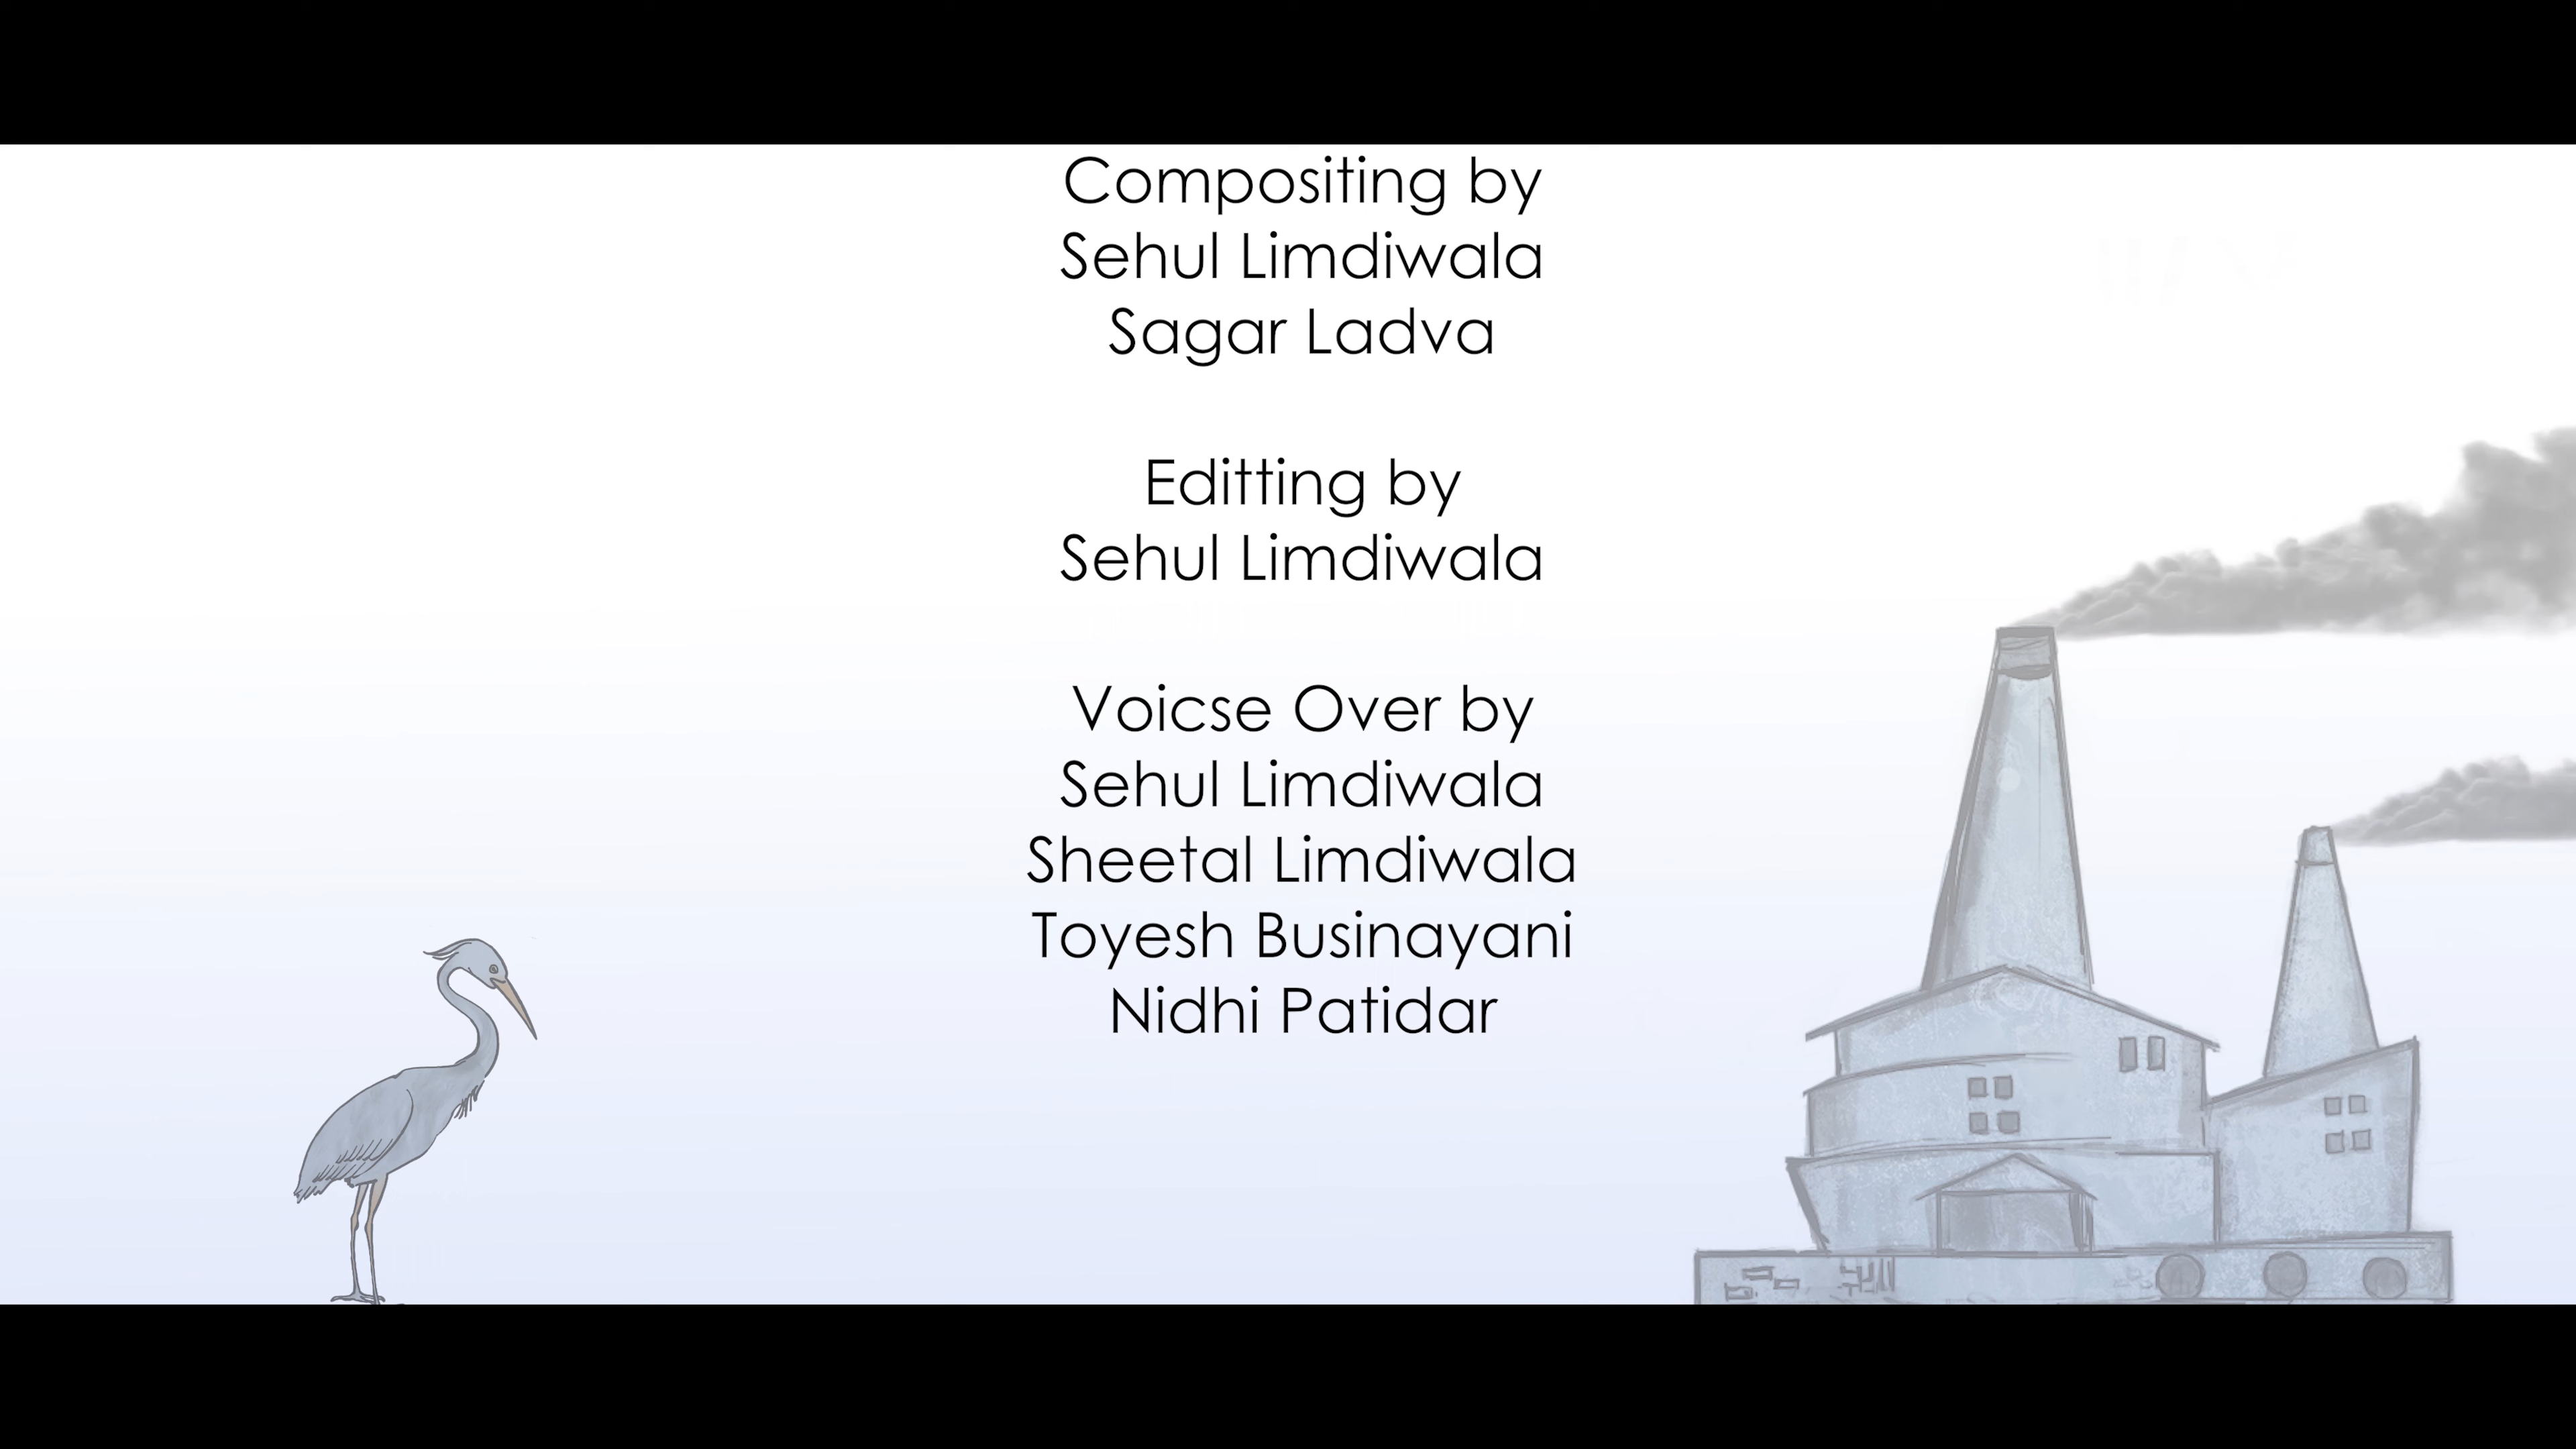 Compositing by
Sehul Limdiwala
Sagar Ladva
Editting by
Sehul Limdiwala
Voicse Over by
Sehul Limdiwala
Sheetal Limdiwala
Toyesh Businayani
Nidhi Patidar